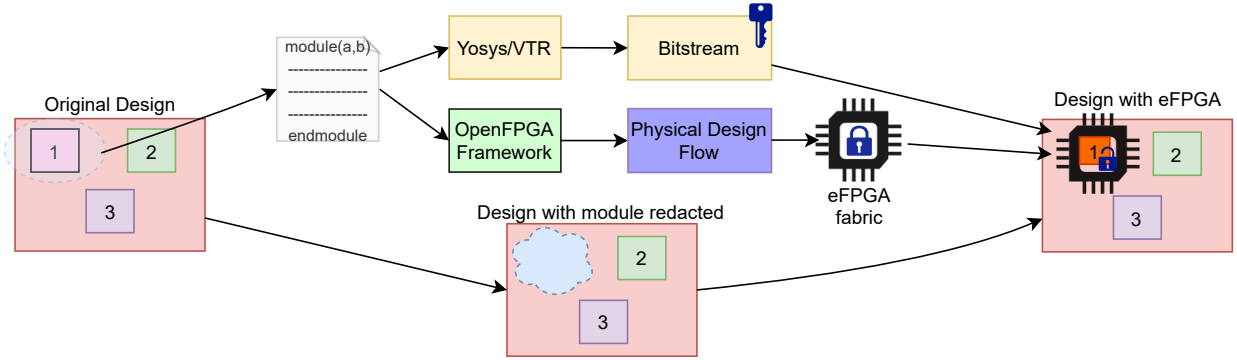 Original Design
1
2
3
module(a,b)
----------------
----------------
----------------
endmodule
Yosys/VTR
Bitstream
OpenFPGA
Framework
Physical Design
Flow
eFPGA
fabric
Design with module redacted
2
3
Design with eFPGA
1
2
3